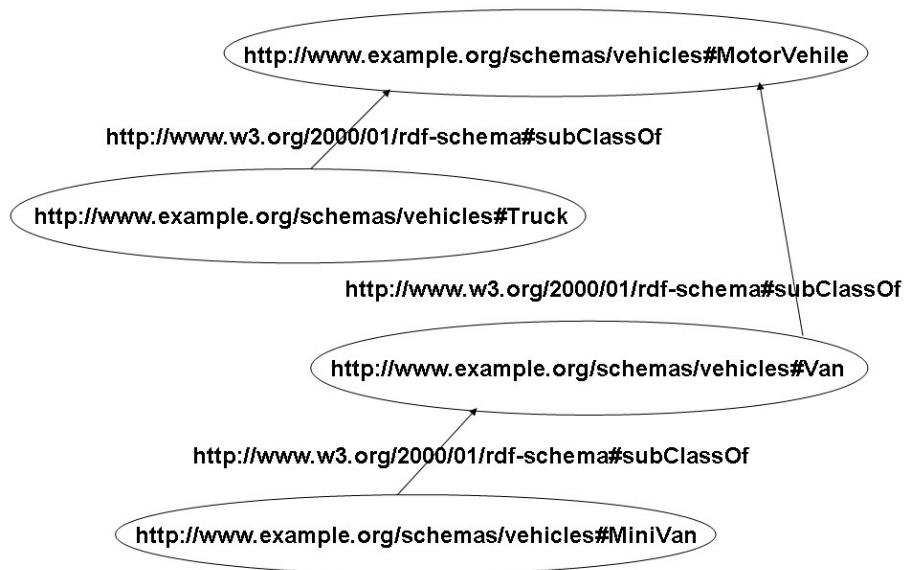 http://www.example.org/schemas/vehicles#MotorVehile
http://www.w3.org/2000/01/rdf-schema#subClassOf
http://www.example.org/schemas/vehicles#Truck
http://www.w3.org/2000/01/rdf-schema#subClassOf
http://www.example.org/schemas/vehicles#Van
http://www.w3.org/2000/01/rdf-schema#subClassOf
http://www.example.org/schemas/vehicles#MiniVan